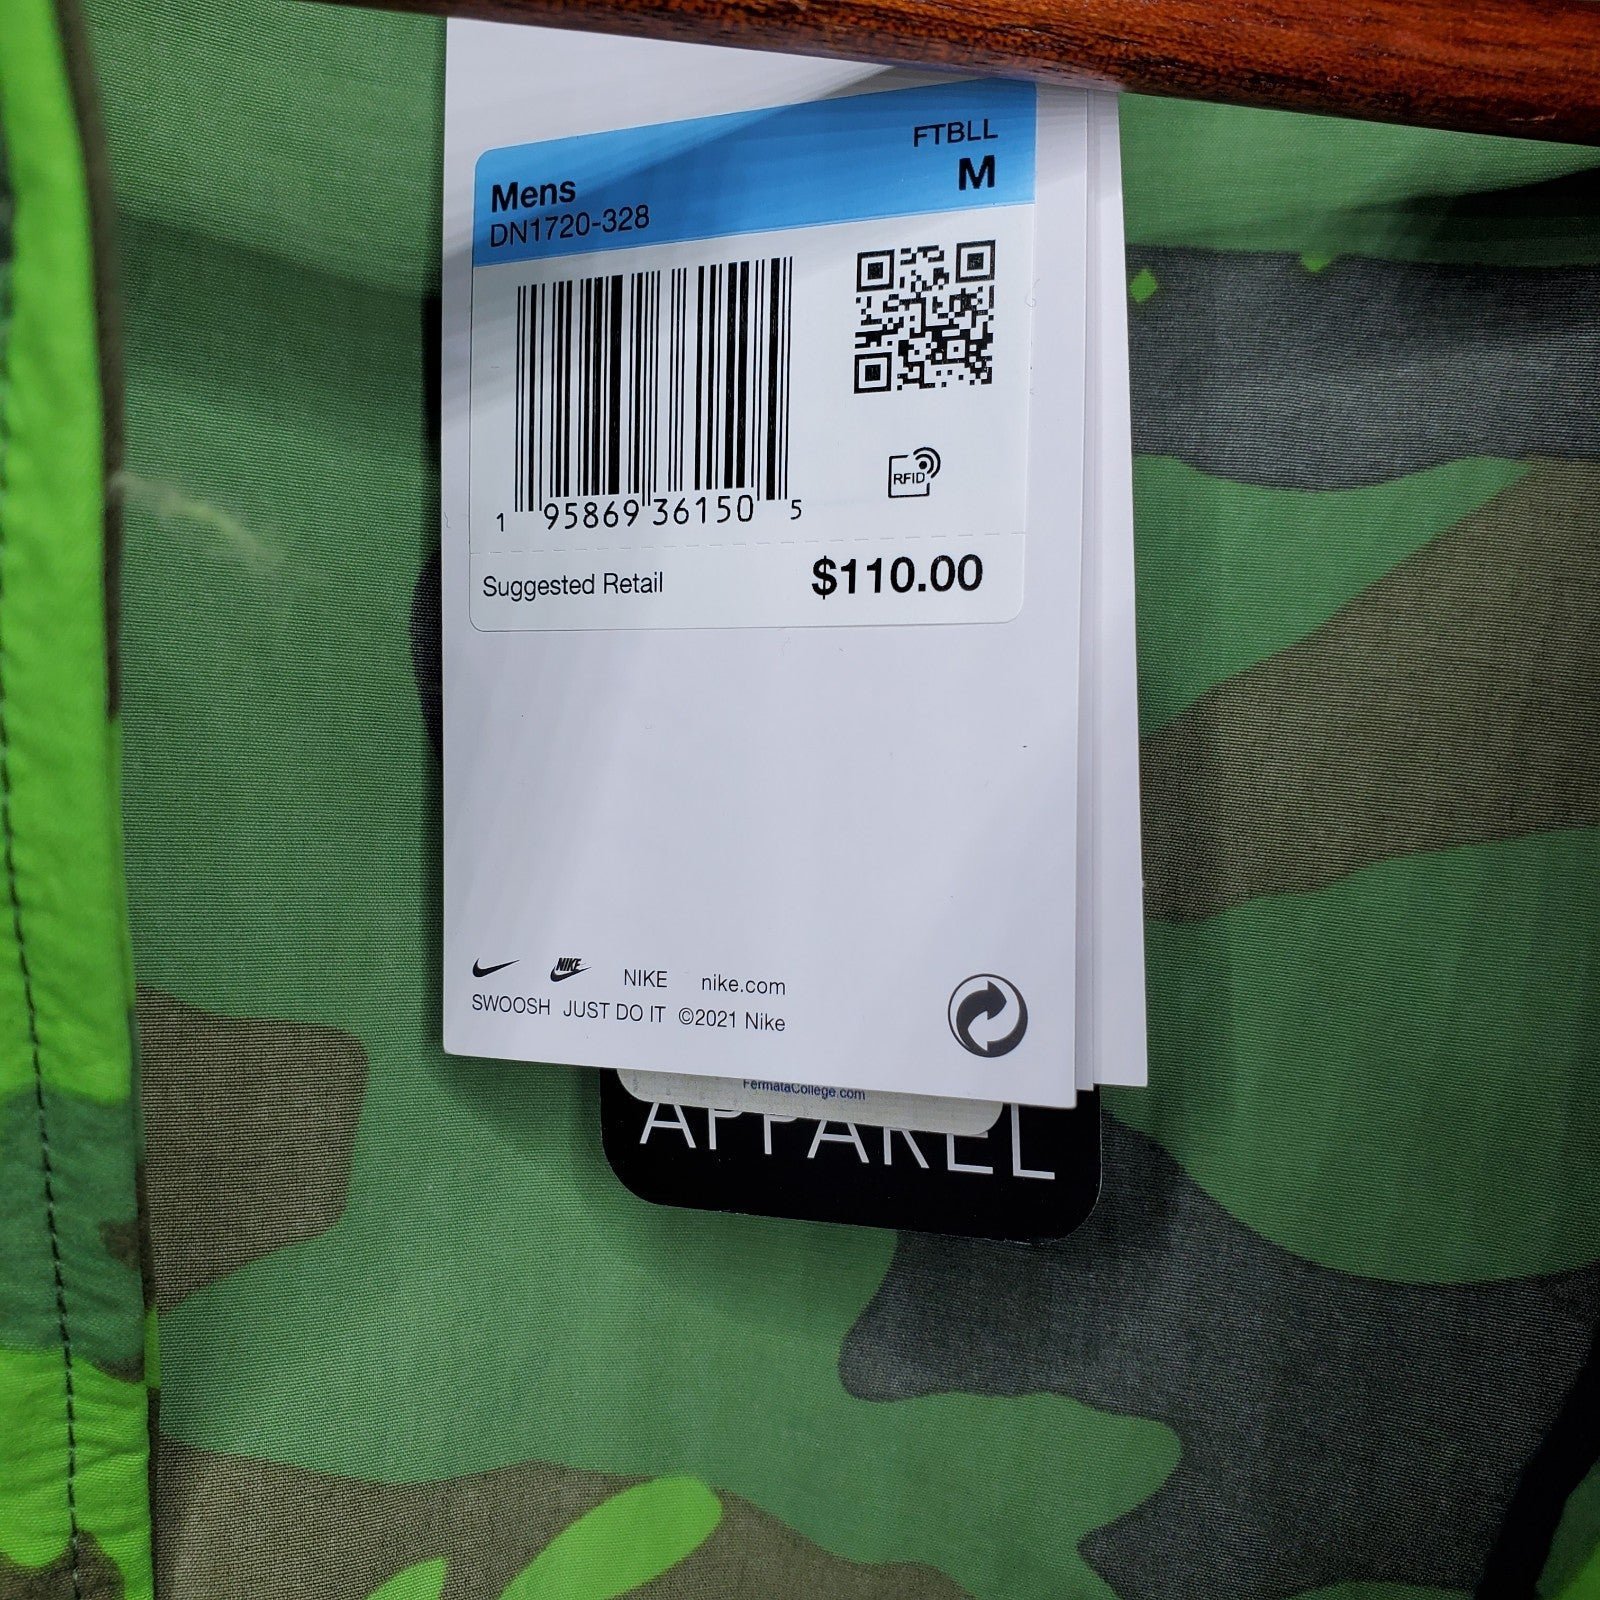 FTBLL
Mens M
DN1720-328
RFID
1 95869 36150 5
Suggested Retail $110.00
NIKE NIKE nike.com
SWOOSH JUST DO IT ©2021 Nike
FermataCollege.com
APPAREL